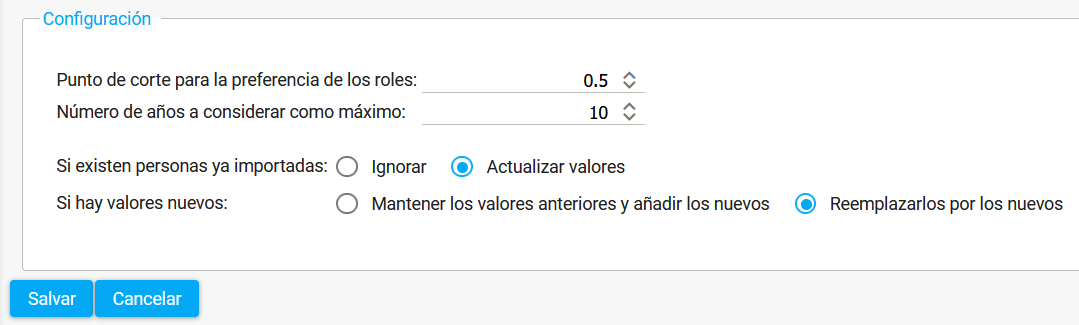 Configuración
Punto de corte para la preferencia de los roles: 0.5
Número de años a considerar como máximo: 10
Si existen personas ya importadas: Ignorar Actualizar valores
Si hay valores nuevos: Mantener los valores anteriores y añadir los nuevos Reemplazarlos por los nuevos
Salvar Cancelar